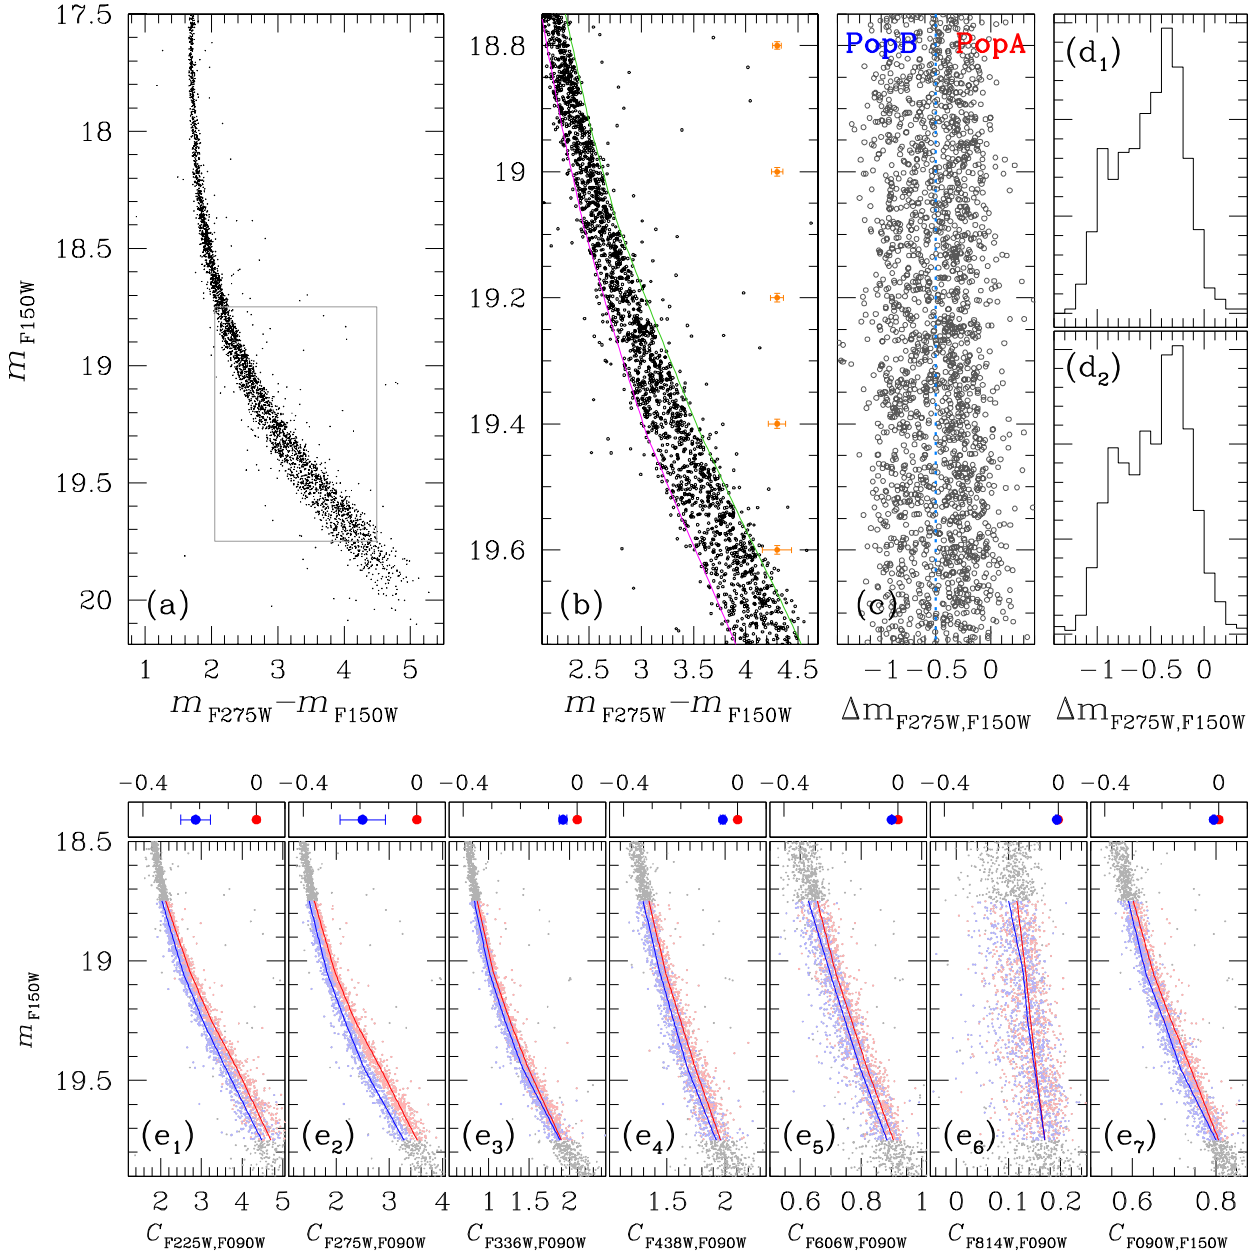 17.5
18
18.5
19
19.5
20
m F150W
(a)
1 2 3 4 5
m F275W−m F150W
18.8
19
19.2
19.4
19.6
(b)
2.5 3 3.5 4 4.5
m F275W−m F150W
PopB PopA
(c)
−1 −0.5 0
Δm F275W,F150W
(d1)
(d2)
−1 −0.5 0
Δm F275W,F150W
−0.4 0
−0.4 0
−0.4 0
−0.4 0
−0.4 0
−0.4 0
−0.4 0
18.5
19
19.5
m F150W
(e1)
(e2)
(e3)
(e4)
(e5)
(e6)
(e7)
2 3 4 5
1 2 3 4
1 1.5 2
1.5 2
0.6 0.8 1
0 0.1 0.2
0.6 0.8
C F225W,F090W
C F275W,F090W
C F336W,F090W
C F438W,F090W
C F606W,F090W
C F814W,F090W
C F090W,F150W